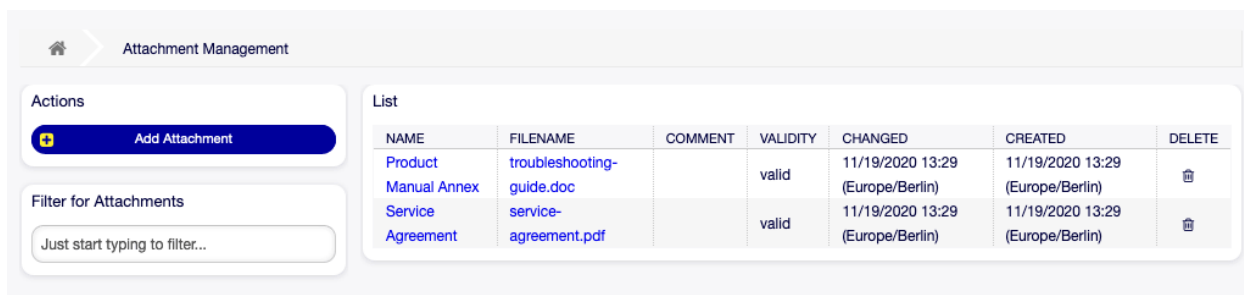 Attachment Management
Actions
Add Attachment
Filter for Attachments
Just start typing to filter...
List
NAME FILENAME COMMENT VALIDITY CHANGED CREATED DELETE
Product troubleshooting- 11/19/2020 13:29 11/19/2020 13:29
valid
Manual Annex guide.doc (Europe/Berlin) (Europe/Berlin)
Service service- 11/19/2020 13:29 11/19/2020 13:29
valid
Agreement agreement.pdf (Europe/Berlin) (Europe/Berlin)